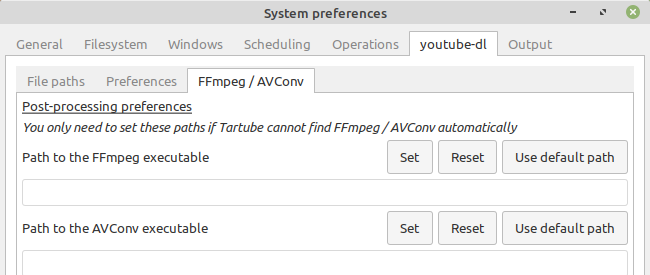 System preferences
General Filesystem Windows Scheduling Operations youtube-dl Output
File paths Preferences FFmpeg / AVConv
Post-processing preferences
You only need to set these paths if Tartube cannot find FFmpeg / AVConv automatically
Path to the FFmpeg executable Set Reset Use default path
Path to the AVConv executable Set Reset Use default path